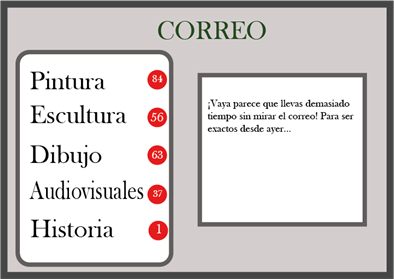 CORREO
Pintura 84
Escultura 56
Dibujo 63
Audiovisuales 37
Historia 1
¡Vaya parece que llevas demasiado
tiempo sin mirar el correo! Para ser
exactos desde ayer...